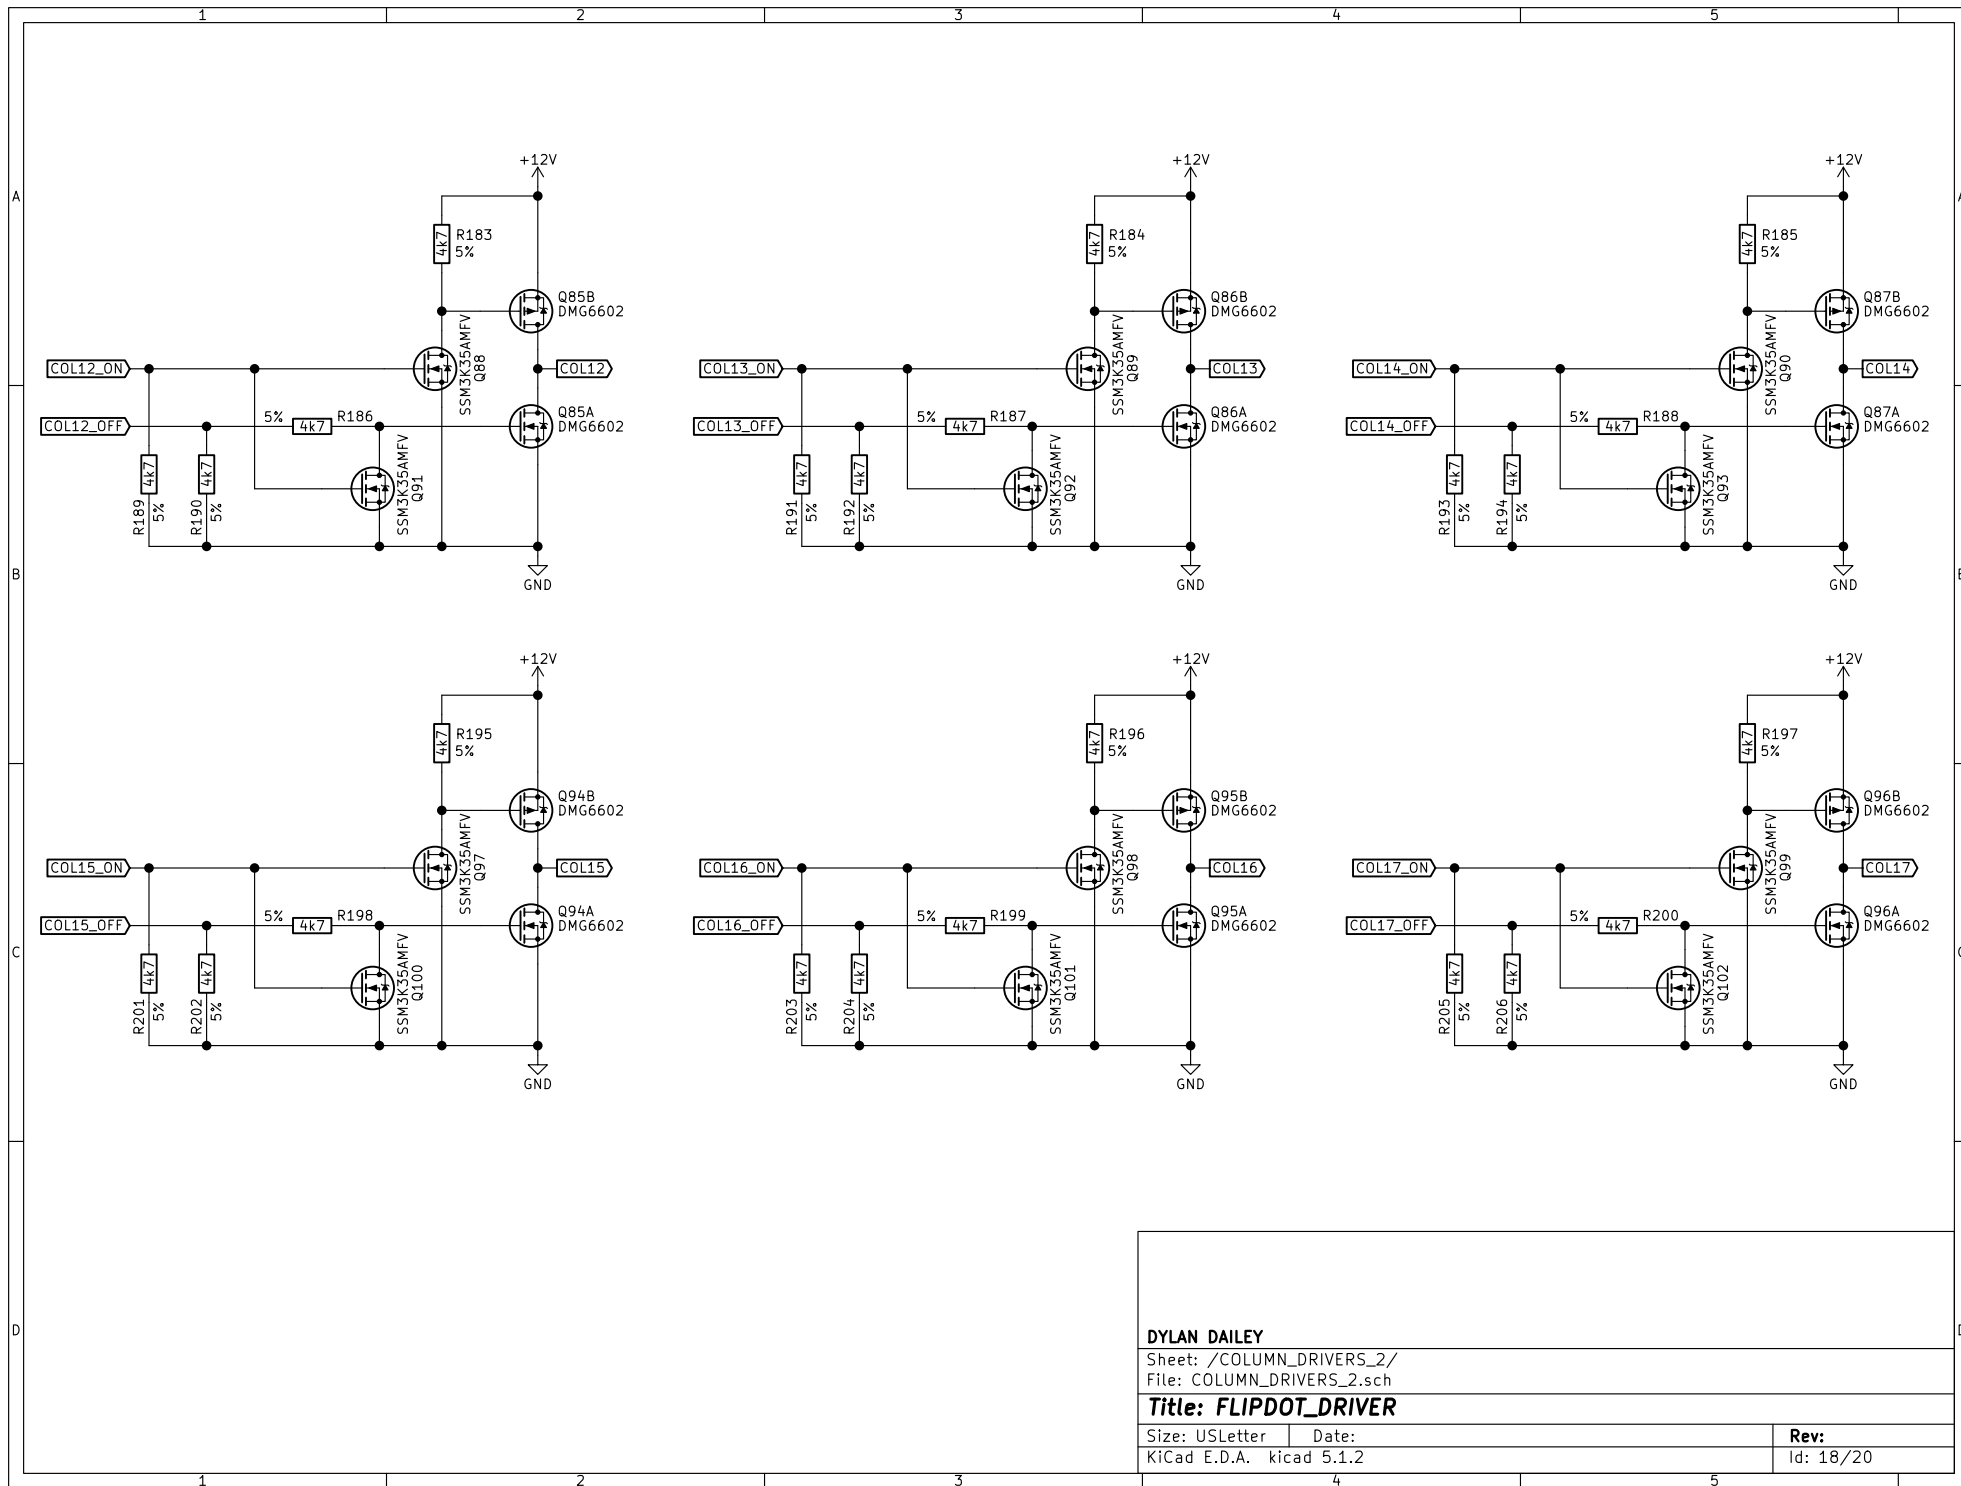 1 2 3 4 5
A
B
C
D
+12V
R183
5%
4k7
Q85B
DMG6602
SSM3K35AMFV
Q88
COL12_ON
COL12
COL12_OFF
5%
4k7
R186
Q85A
DMG6602
SSM3K35AMFV
Q91
4k7
R189
5%
4k7
R190
5%
GND
+12V
R184
5%
4k7
Q86B
DMG6602
SSM3K35AMFV
Q89
COL13_ON
COL13
COL13_OFF
5%
4k7
R187
Q86A
DMG6602
SSM3K35AMFV
Q92
4k7
R191
5%
4k7
R192
5%
GND
+12V
R185
5%
4k7
Q87B
DMG6602
SSM3K35AMFV
Q90
COL14_ON
COL14
COL14_OFF
5%
4k7
R188
Q87A
DMG6602
SSM3K35AMFV
Q93
4k7
R193
5%
4k7
R194
5%
GND
+12V
R195
5%
4k7
Q94B
DMG6602
SSM3K35AMFV
Q97
COL15_ON
COL15
COL15_OFF
5%
4k7
R198
Q94A
DMG6602
SSM3K35AMFV
Q100
4k7
R201
5%
4k7
R202
5%
GND
+12V
R196
5%
4k7
Q95B
DMG6602
SSM3K35AMFV
Q98
COL16_ON
COL16
COL16_OFF
5%
4k7
R199
Q95A
DMG6602
SSM3K35AMFV
Q101
4k7
R203
5%
4k7
R204
5%
GND
+12V
R197
5%
4k7
Q96B
DMG6602
SSM3K35AMFV
Q99
COL17_ON
COL17
COL17_OFF
5%
4k7
R200
Q96A
DMG6602
SSM3K35AMFV
Q102
4k7
R205
5%
4k7
R206
5%
GND
DYLAN DAILEY
Sheet: /COLUMN_DRIVERS_2/
File: COLUMN_DRIVERS_2.sch
Title: FLIPDOT_DRIVER
Size: USLetter Date: Rev:
KiCad E.D.A. kicad 5.1.2 Id: 18/20
1 2 3 4 5